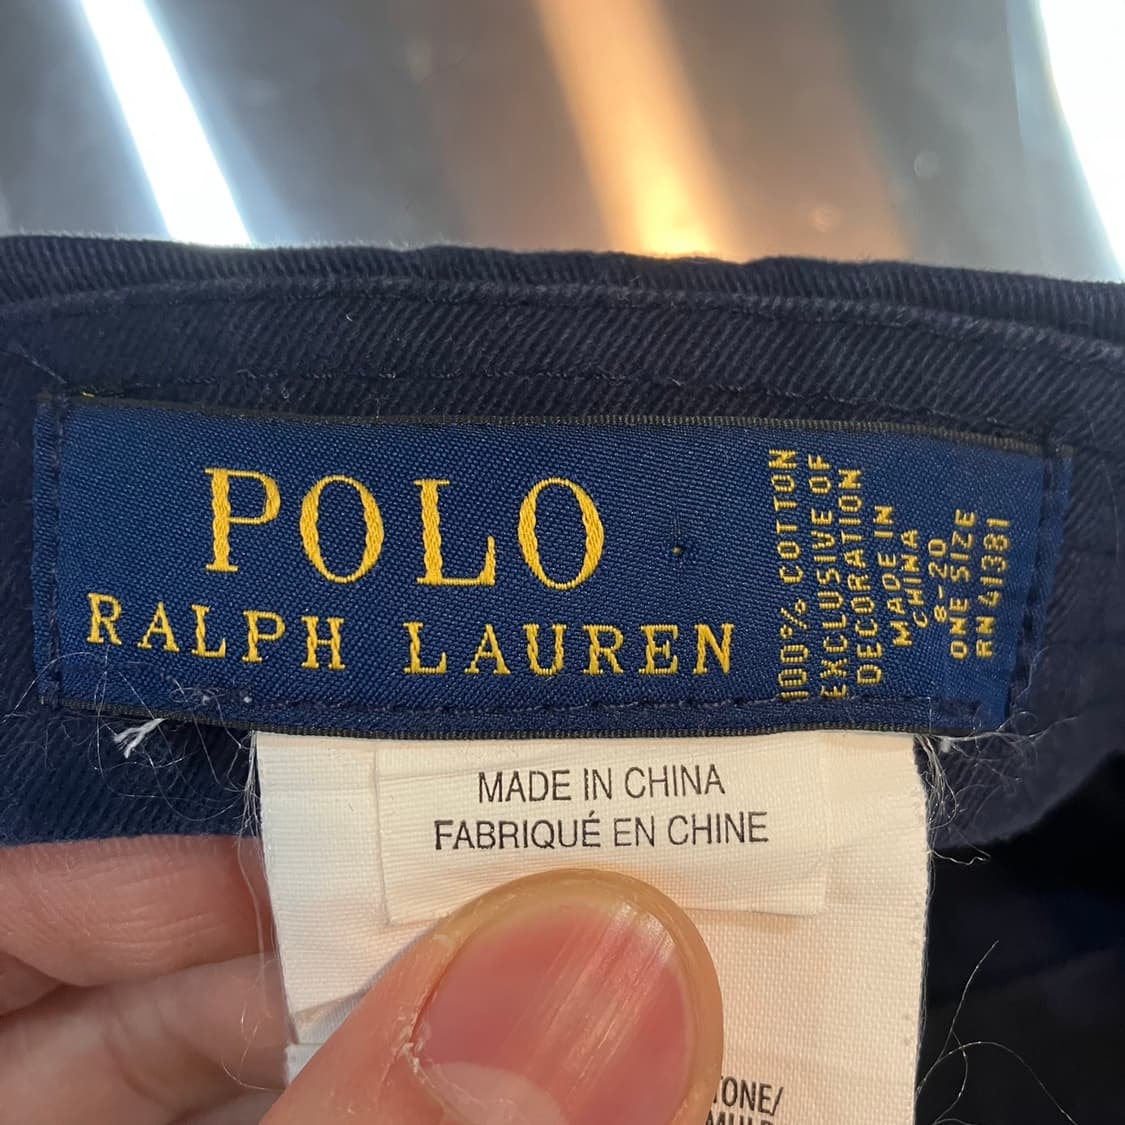 POLO
RALPH LAUREN
100% COTTON
EXCLUSIVE OF
DECORATION
MADE IN
CHINA
8-20
ONE SIZE
RN 41381
MADE IN CHINA
FABRIQUÉ EN CHINE